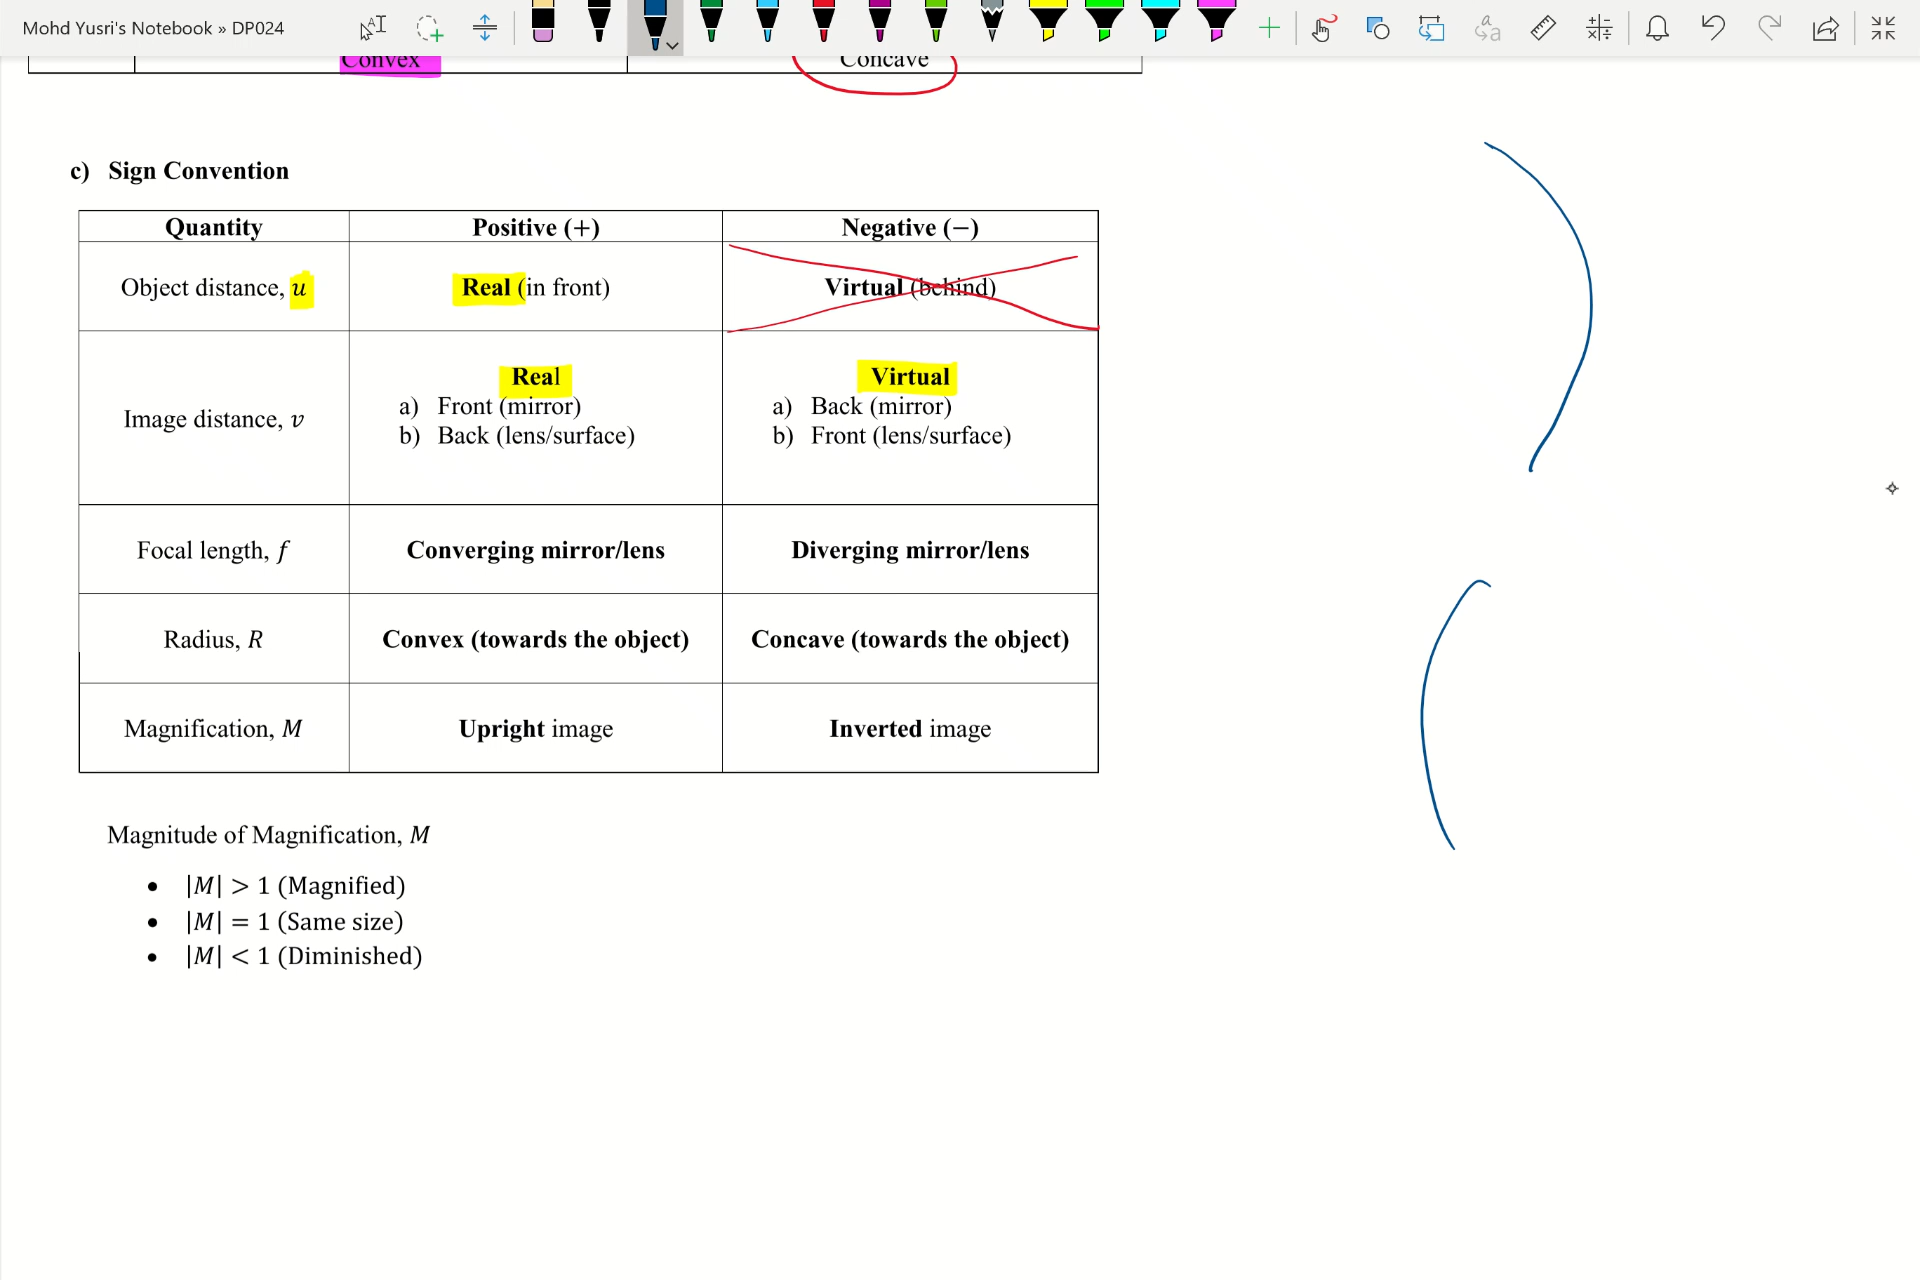 Mohd Yusri's Notebook » DP024
Convex Concave
c) Sign Convention
Quantity Positive (+) Negative (−)
Object distance, u Real (in front) Virtual (behind)
Real Virtual
Image distance, v
a) Front (mirror) a) Back (mirror)
b) Back (lens/surface) b) Front (lens/surface)
Focal length, f Converging mirror/lens Diverging mirror/lens
Radius, R Convex (towards the object) Concave (towards the object)
Magnification, M Upright image Inverted image
Magnitude of Magnification, M
• |M| > 1 (Magnified)
• |M| = 1 (Same size)
• |M| < 1 (Diminished)